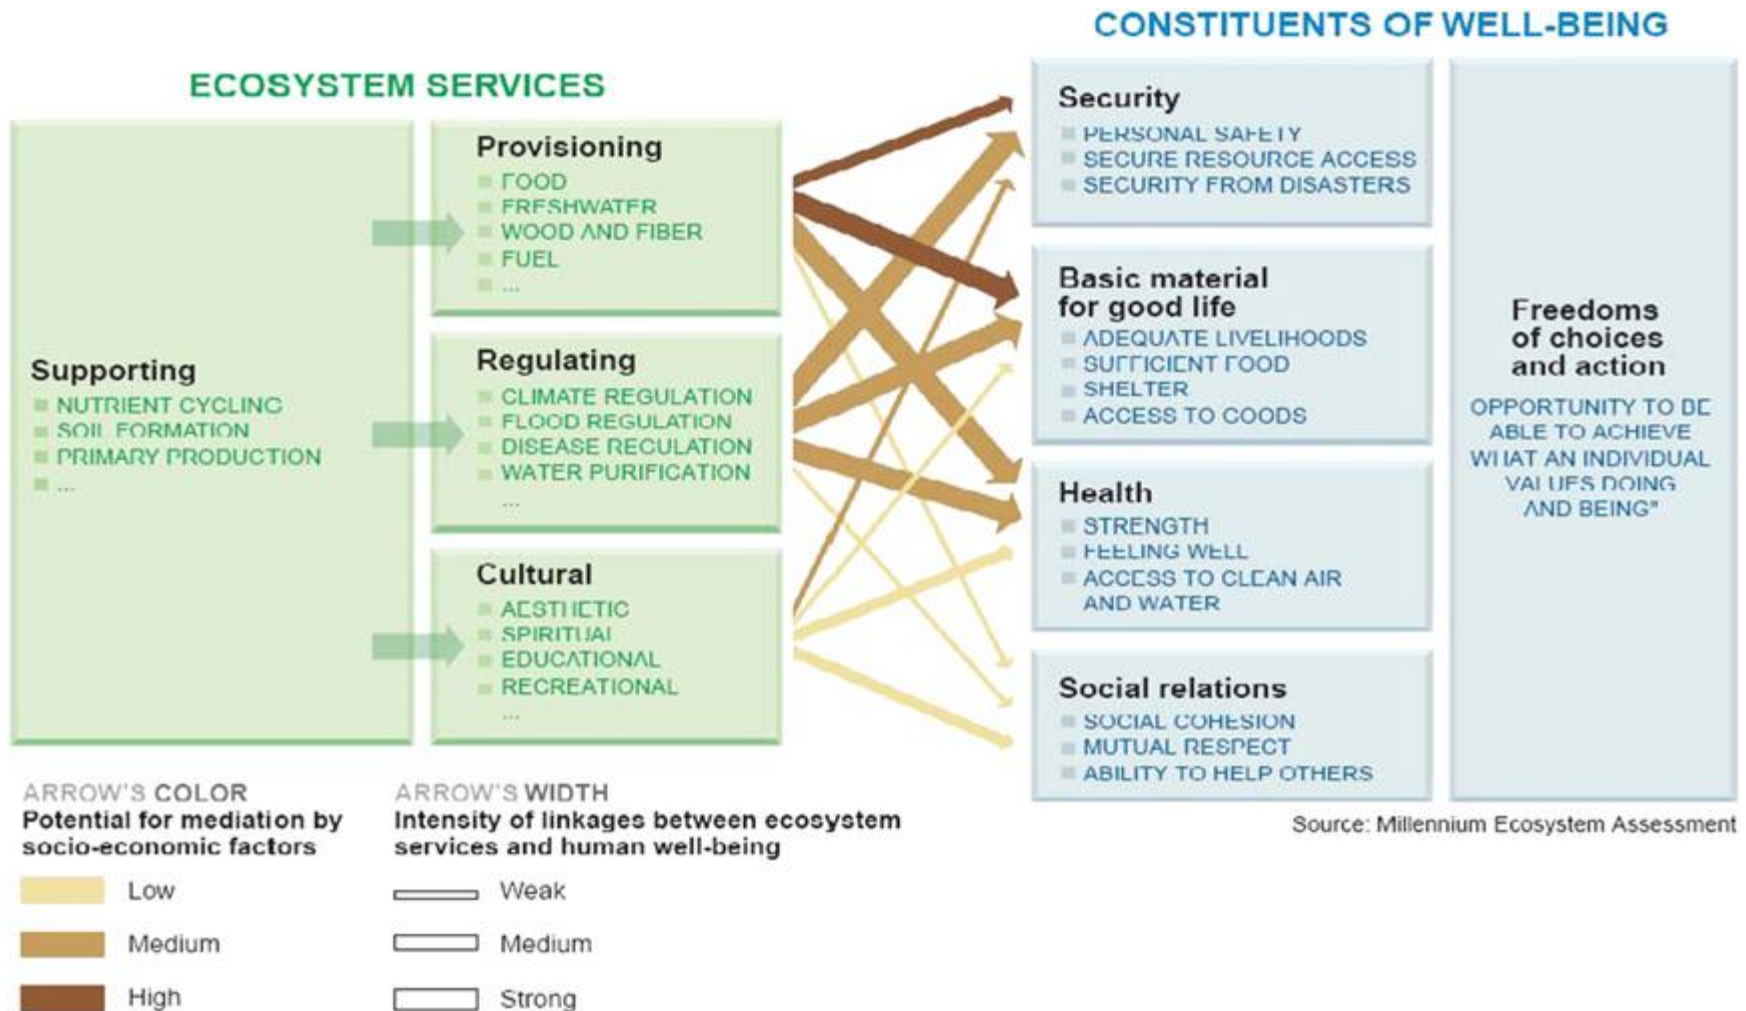 CONSTITUENTS OF WELL-BEING
ECOSYSTEM SERVICES
Supporting
NUTRIENT CYCLING
SOIL FORMATION
PRIMARY PRODUCTION
...
Provisioning
FOOD
FRESHWATER
WOOD AND FIBER
FUEL
...
Regulating
CLIMATE REGULATION
FLOOD REGULATION
DISEASE REGULATION
WATER PURIFICATION
...
Cultural
AESTHETIC
SPIRITUAL
EDUCATIONAL
RECREATIONAL
...
Security
PERSONAL SAFETY
SECURE RESOURCE ACCESS
SECURITY FROM DISASTERS
Basic material
for good life
ADEQUATE LIVELIHOODS
SUFFICIENT FOOD
SHELTER
ACCESS TO GOODS
Health
STRENGTH
FEELING WELL
ACCESS TO CLEAN AIR
AND WATER
Social relations
SOCIAL COHESION
MUTUAL RESPECT
ABILITY TO HELP OTHERS
Freedoms
of choices
and action
OPPORTUNITY TO BE
ABLE TO ACHIEVE
WHAT AN INDIVIDUAL
VALUES DOING
AND BEING"
Source: Millennium Ecosystem Assessment
ARROW'S COLOR
Potential for mediation by
socio-economic factors
Low
Medium
High
ARROW'S WIDTH
Intensity of linkages between ecosystem
services and human well-being
Weak
Medium
Strong